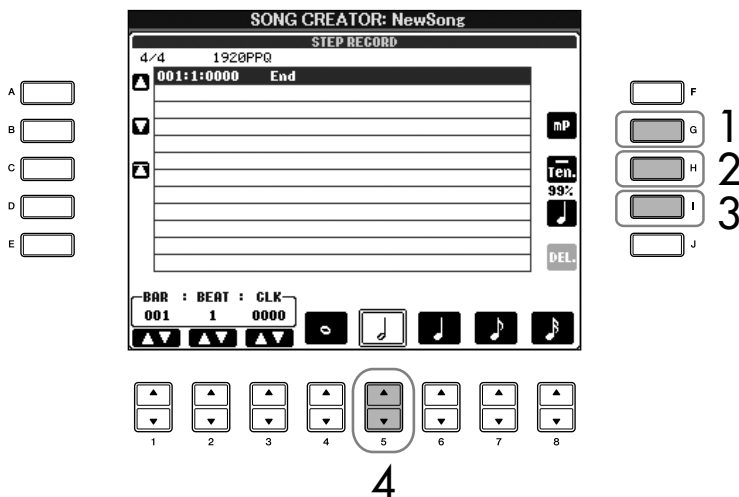 SONG CREATOR: NewSong
STEP RECORD
4/4 1920PPQ
001:1:0000 End
A F
B mP G 1
C Ten. H 2
99%
D I 3
E DEL. J
BAR : BEAT : CLK
001 1 0000
1 2 3 4 5 6 7 8
4